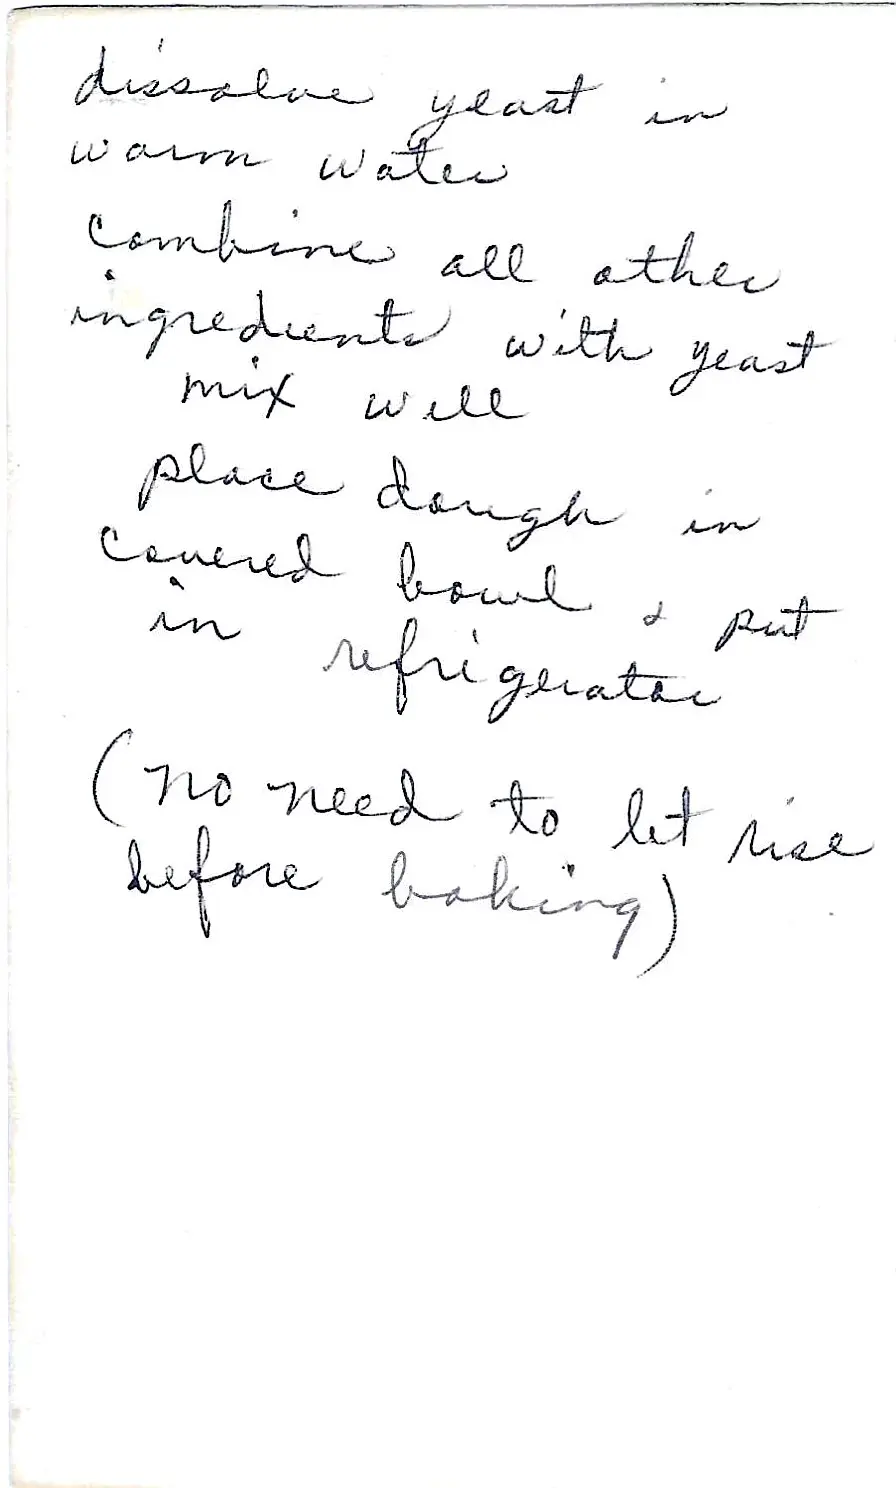 dissolve yeast in
warm water
Combine all other
ingredients with yeast
mix well
place dough in
covered bowl & put
in refrigerator
(no need to let rise
before baking)